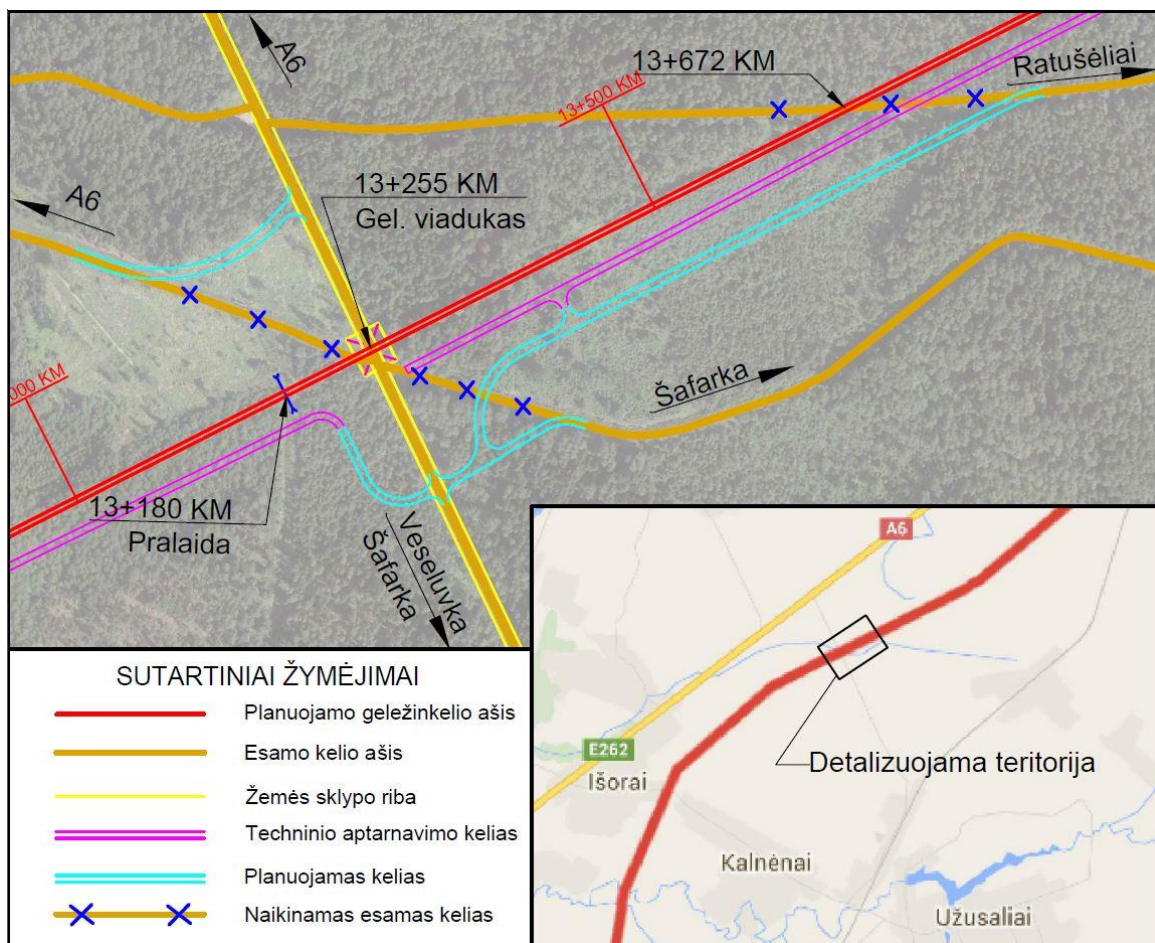 A6
13+672 KM
Ratušėliai
13+500 KM
A6
13+255 KM
Gel. viadukas
Šafarka
000 KM
13+180 KM
Pralaida
Veseluvka
Šafarka
SUTARTINIAI ŽYMĖJIMAI
Planuojamo geležinkelio ašis
Esamo kelio ašis
Žemės sklypo riba
Techninio aptarnavimo kelias
Planuojamas kelias
Naikinamas esamas kelias
A6
E262
Išorai
Detalizuojama teritorija
Kalnėnai
Užusaliai